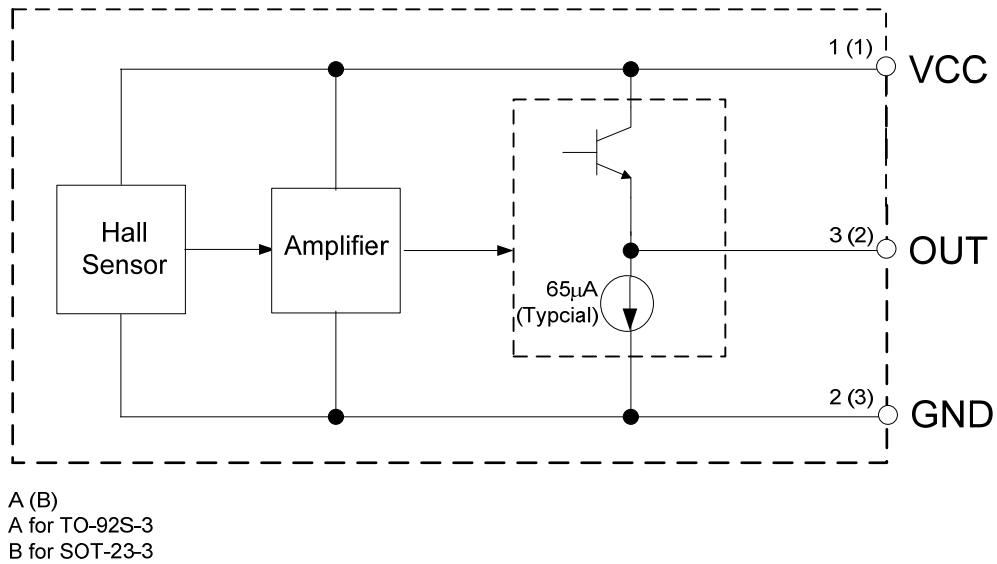 1 (1)
VCC
Hall
Sensor
Amplifier
3 (2)
OUT
65μA
(Typcial)
2 (3)
GND
A (B)
A for TO-92S-3
B for SOT-23-3